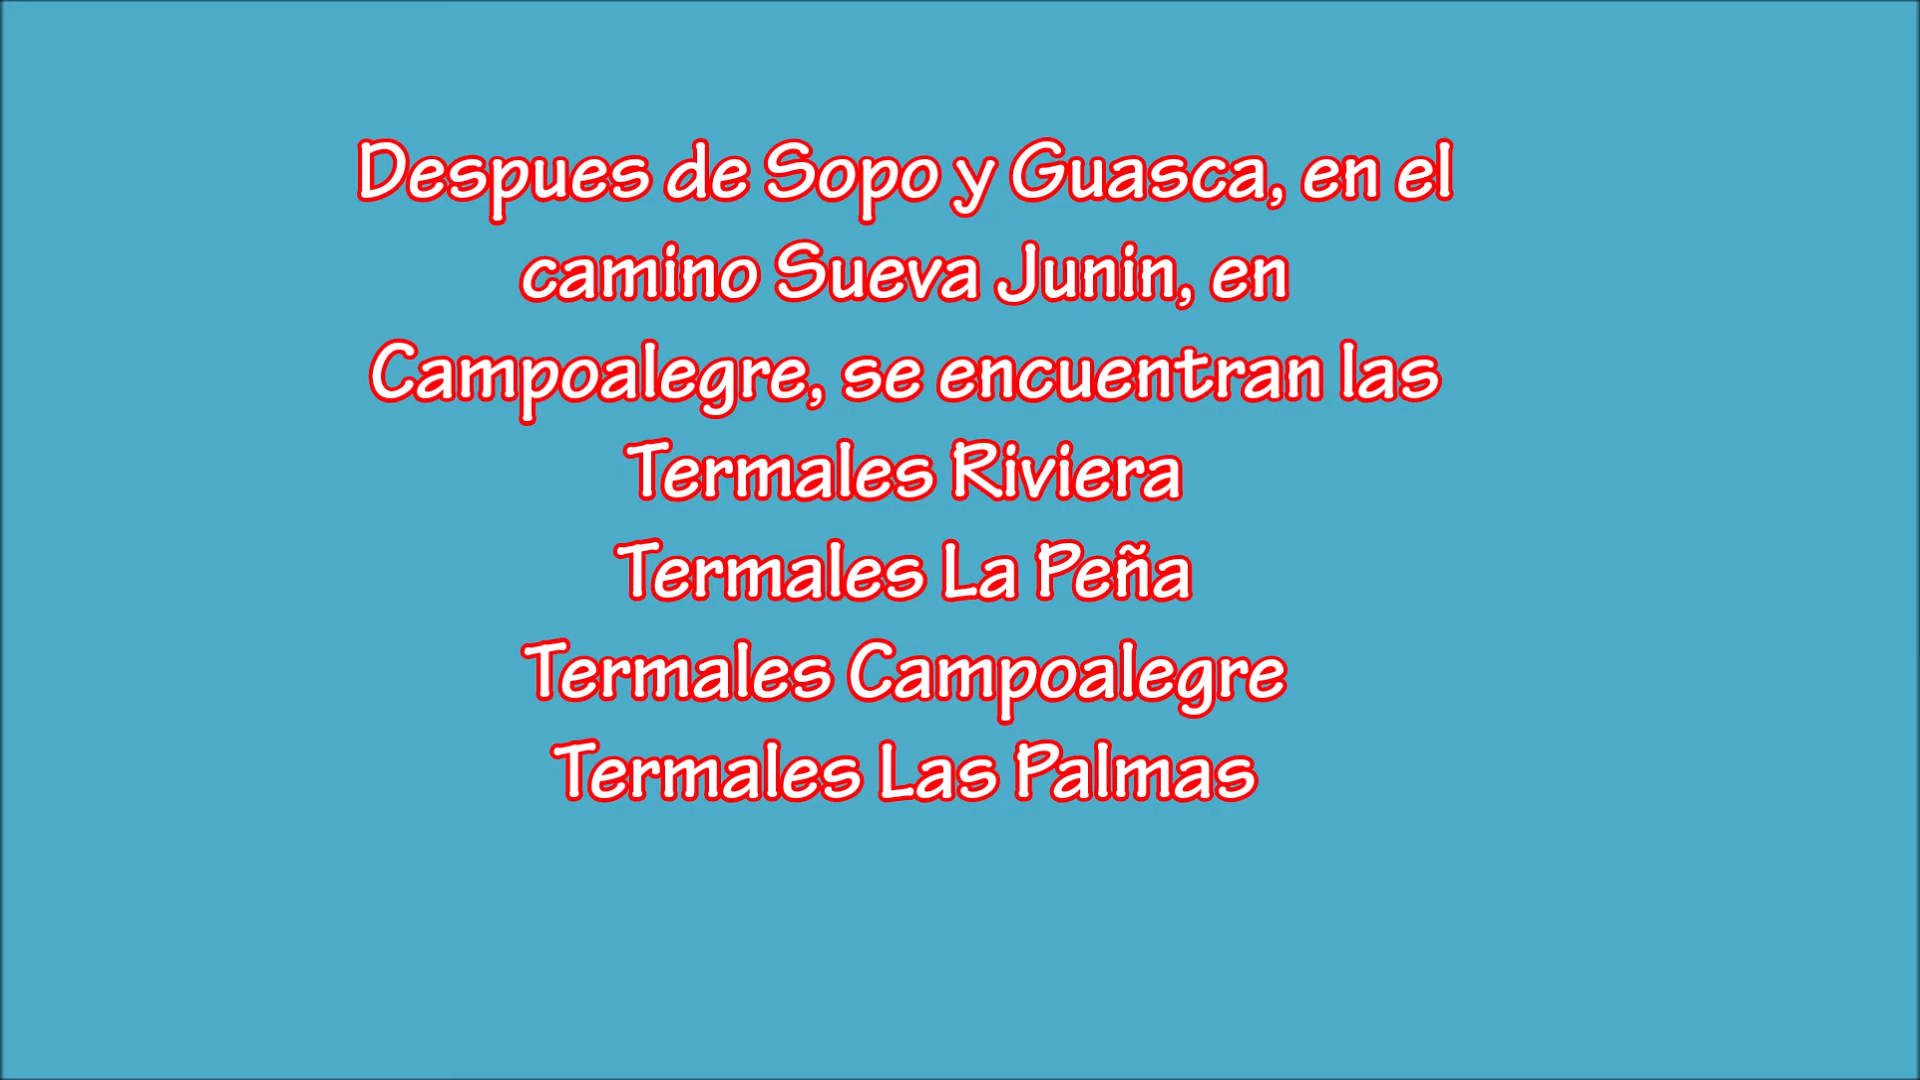 Despues de Sopo y Guasca, en el
camino Sueva Junin, en
Campoalegre, se encuentran las
Termales Riviera
Termales La Peña
Termales Campoalegre
Termales Las Palmas